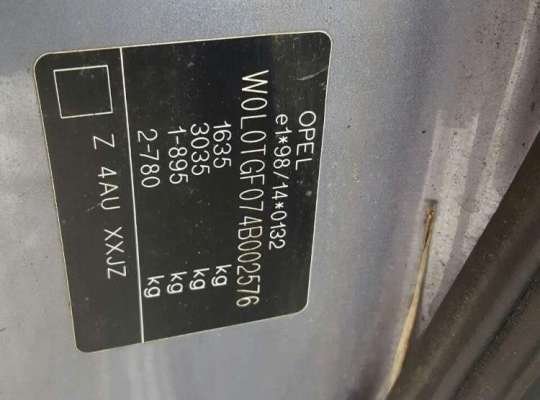 OPEL
e1*98/14*0132
W0L0TGF074B002576
1635 kg
3035 kg
1-895 kg
2-780 kg
Z 4AU XXJZ